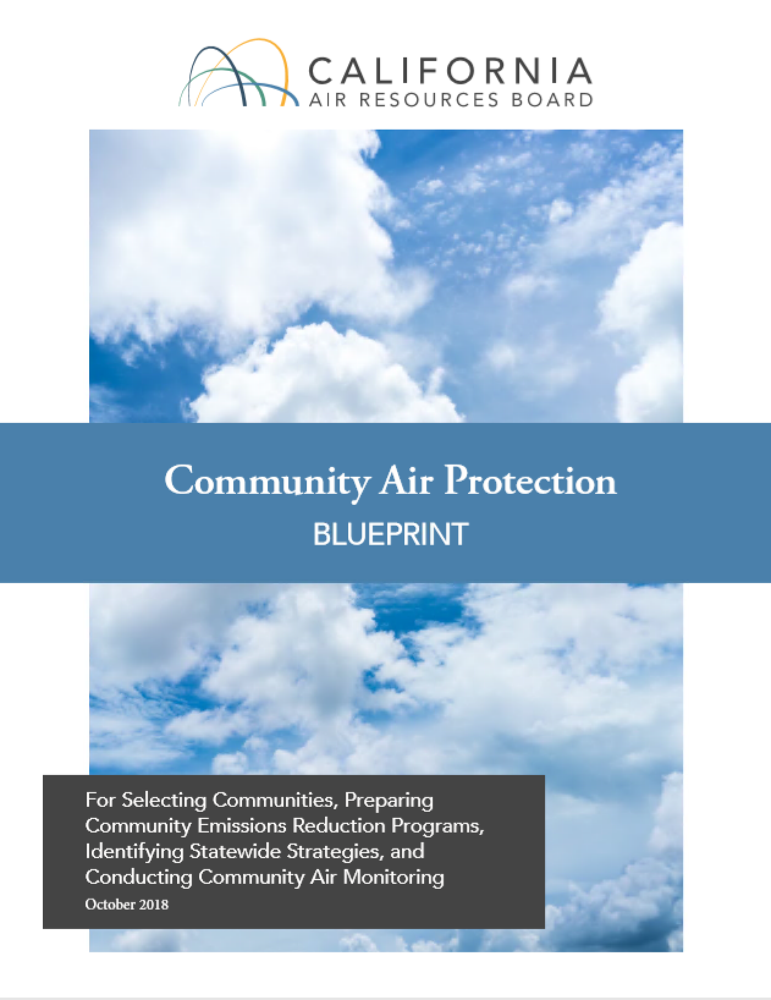 CALIFORNIA
AIR RESOURCES BOARD
Community Air Protection
BLUEPRINT
For Selecting Communities, Preparing
Community Emissions Reduction Programs,
Identifying Statewide Strategies, and
Conducting Community Air Monitoring
October 2018